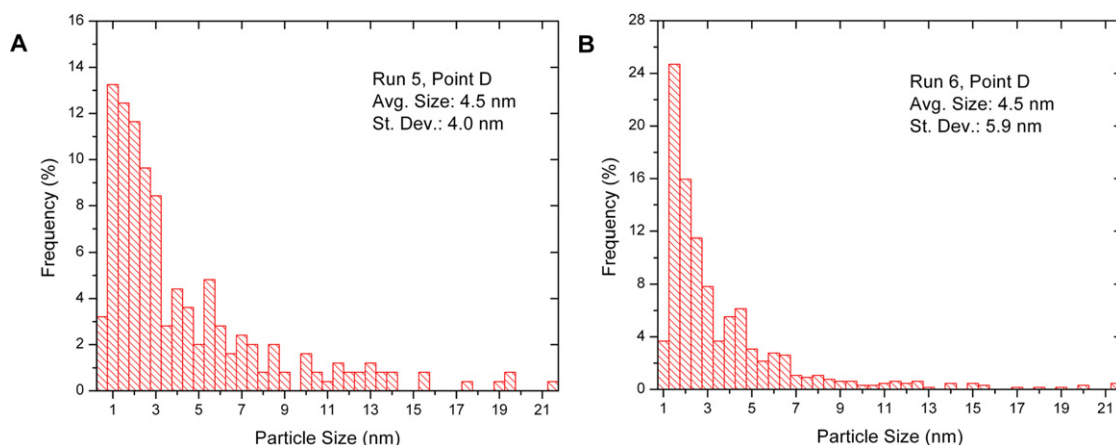 A
Frequency (%)
16
14
12
10
8
6
4
2
0
Run 5, Point D
Avg. Size: 4.5 nm
St. Dev.: 4.0 nm
1 3 5 7 9 11 13 15 17 19 21
Particle Size (nm)
B
Frequency (%)
28
24
20
16
12
8
4
0
Run 6, Point D
Avg. Size: 4.5 nm
St. Dev.: 5.9 nm
1 3 5 7 9 11 13 15 17 19 21
Particle Size (nm)